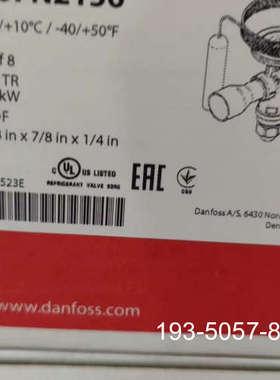 /+10°C / -40/+50°F
f 8
TR
kW
F
in x 7/8 in x 1/4 in
c UL US LISTED
REFRIGERANT VALVE
EAC
523E
Danfoss A/S, 6430 Nor
Den
www.danfoss.com
193-5057-8